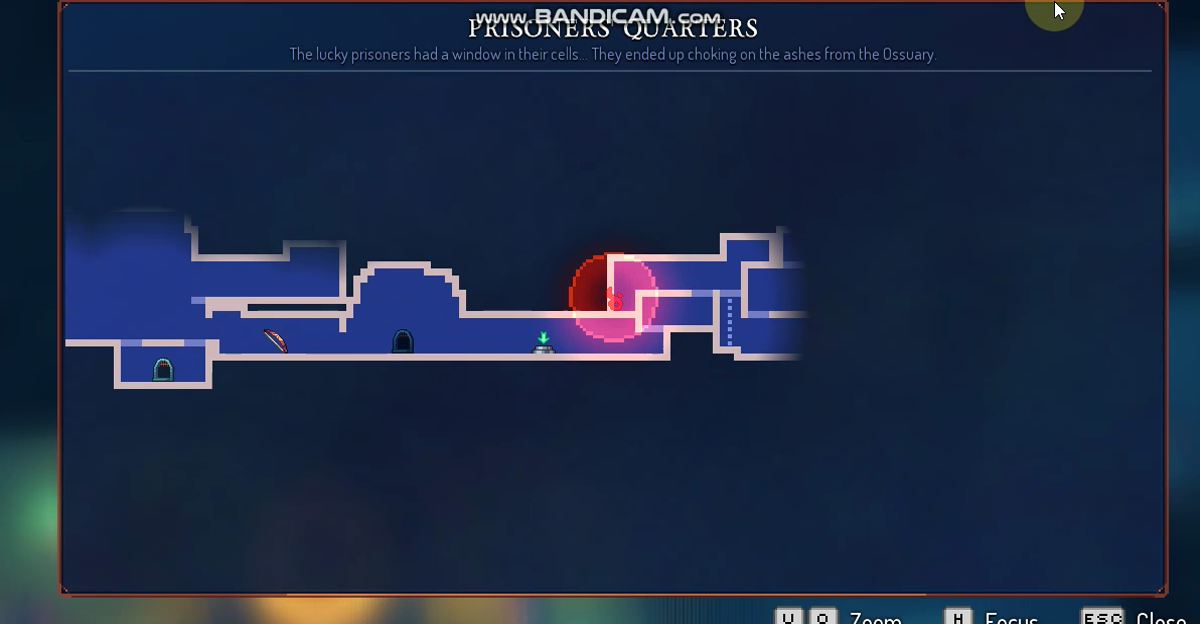 www.BANDICAM.com
PRISONERS' QUARTERS
The lucky prisoners had a window in their cells... They ended up choking on the ashes from the Ossuary.
Zoom H Focus ESC Close